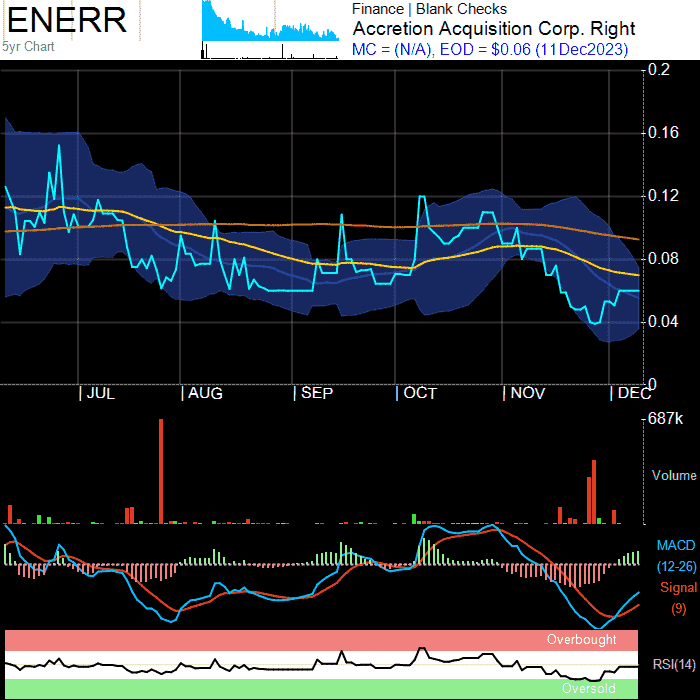 ENERR
5yr Chart
Finance | Blank Checks
Accretion Acquisition Corp. Right
MC = (N/A), EOD = $0.06 (11Dec2023)
0.2
0.16
0.12
0.08
0.04
0
JUL AUG SEP OCT NOV DEC
687k
Volume
MACD
(12-26)
Signal
(9)
Overbought
RSI(14)
Oversold